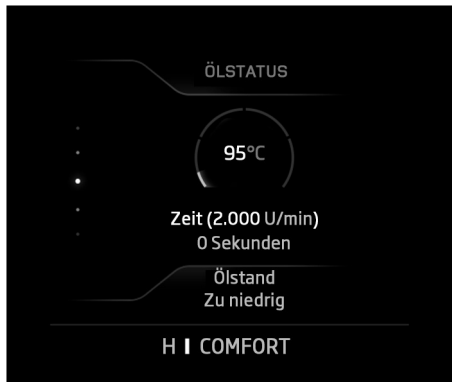 ÖLSTATUS
95°C
Zeit (2.000 U/min)
0 Sekunden
Ölstand
Zu niedrig
H I COMFORT